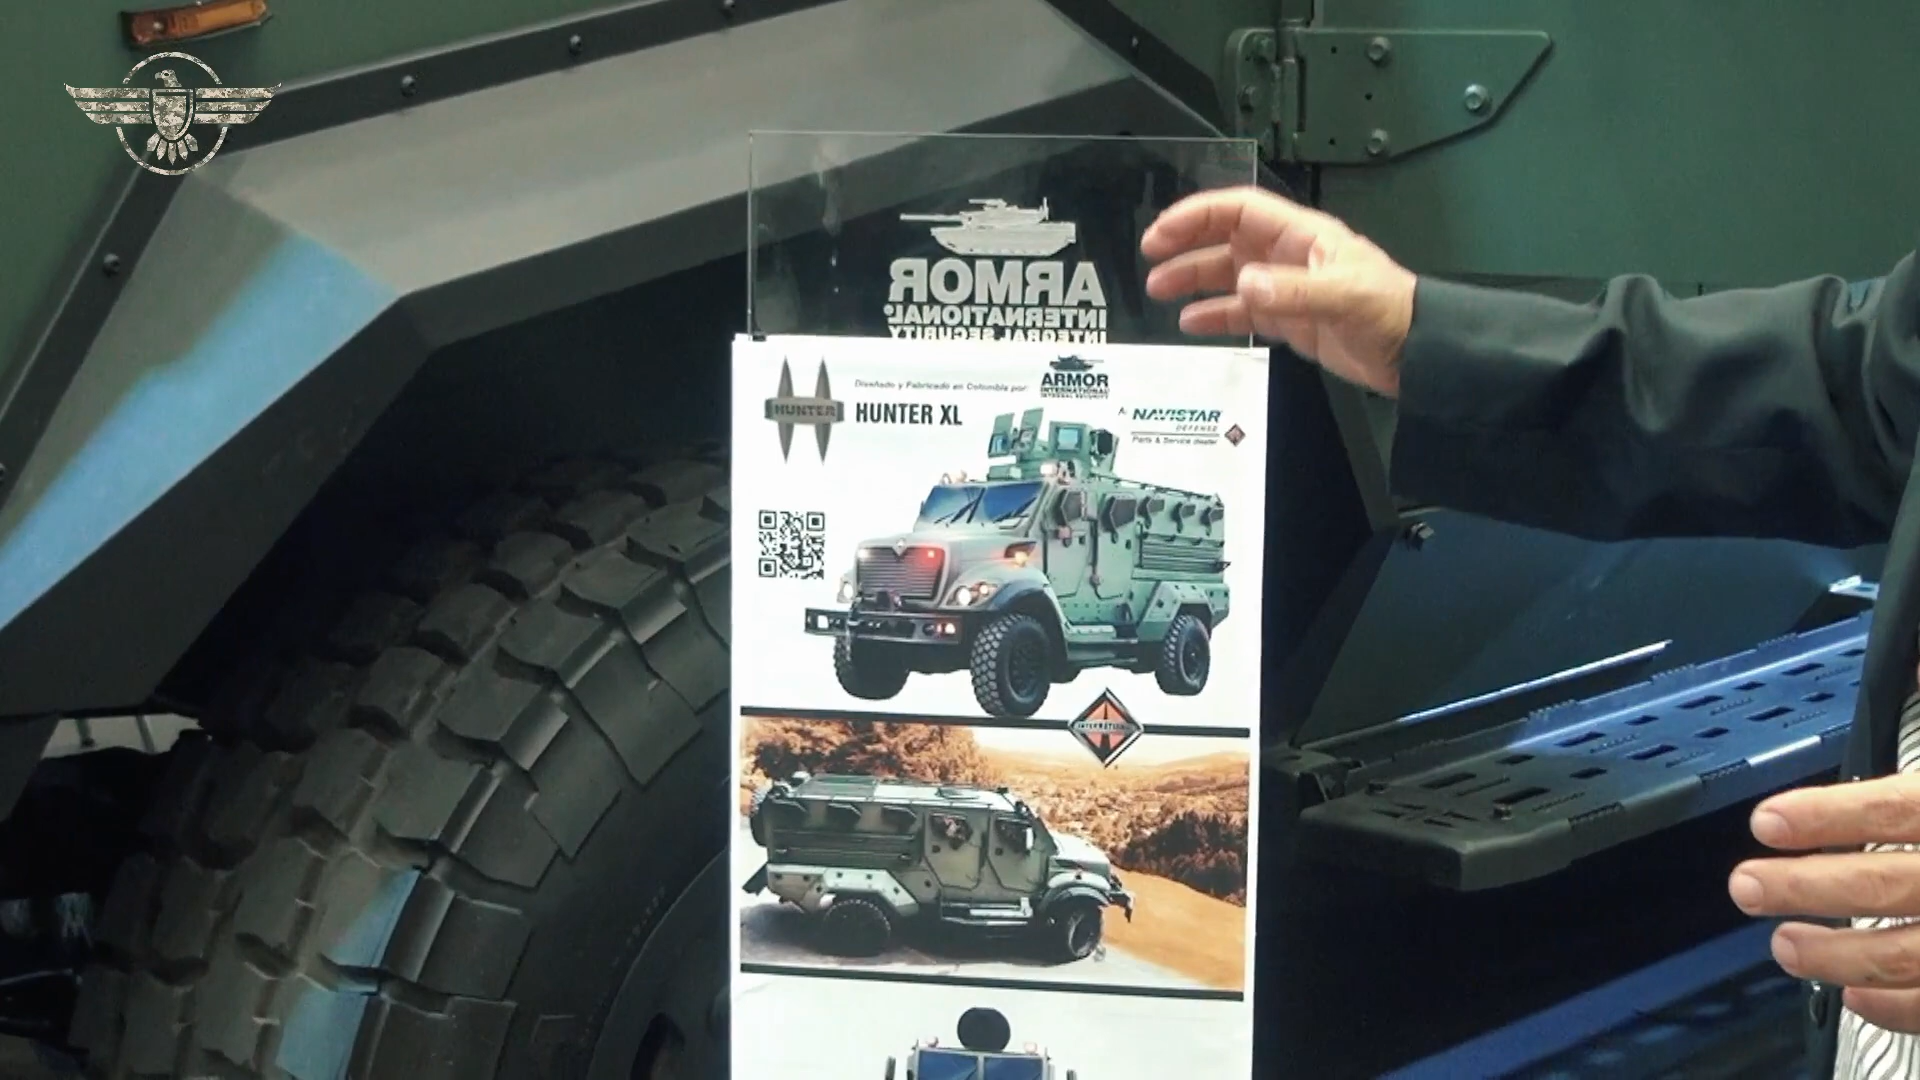 ARMOR
INTERNATIONAL®
INTEGRAL SECURITY
Diseñado y Fabricado en Colombia por:
ARMOR
INTERNATIONAL
INTEGRAL SECURITY
HUNTER
HUNTER XL
A: NAVISTAR
DEFENSE
Parts & Service dealer
INTERNATIONAL